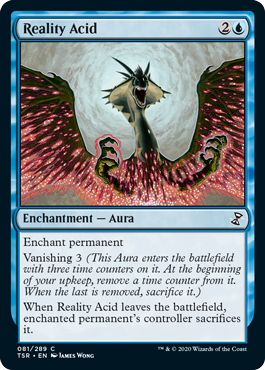 Reality Acid 2
Enchantment — Aura
Enchant permanent
Vanishing 3 (This Aura enters the battlefield
with three time counters on it. At the beginning
of your upkeep, remove a time counter from it.
When the last is removed, sacrifice it.)
When Reality Acid leaves the battlefield,
enchanted permanent's controller sacrifices
it.
081/289 C
TSR • EN James Wong
™ & © 2020 Wizards of the Coast